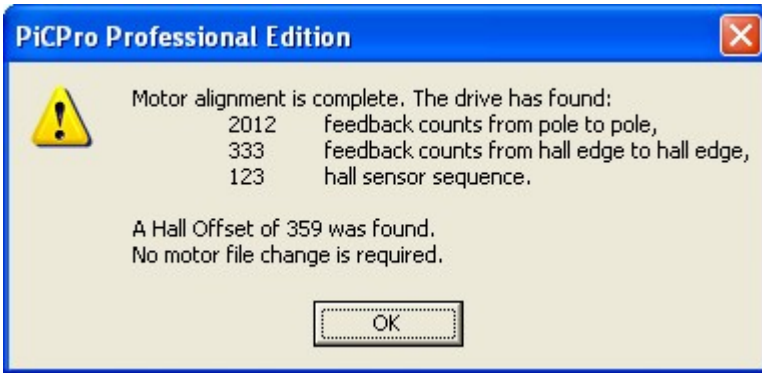 PiCPro Professional Edition
Motor alignment is complete. The drive has found:
2012 feedback counts from pole to pole,
333 feedback counts from hall edge to hall edge,
123 hall sensor sequence.
A Hall Offset of 359 was found.
No motor file change is required.
OK